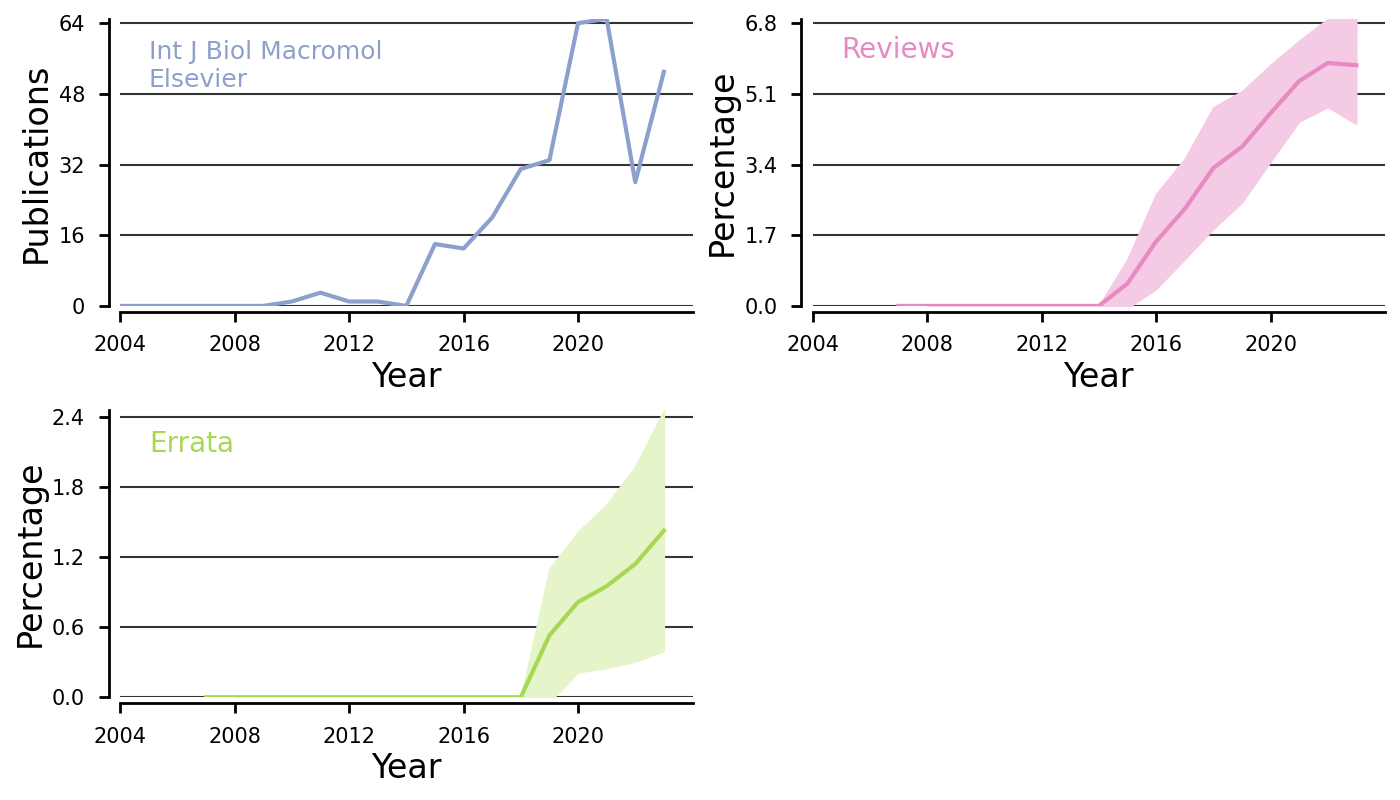 Publications
64
48
32
16
0
Int J Biol Macromol
Elsevier
2004 2008 2012 2016 2020
Year
Percentage
6.8
5.1
3.4
1.7
0.0
Reviews
2004 2008 2012 2016 2020
Year
Percentage
2.4
1.8
1.2
0.6
0.0
Errata
2004 2008 2012 2016 2020
Year